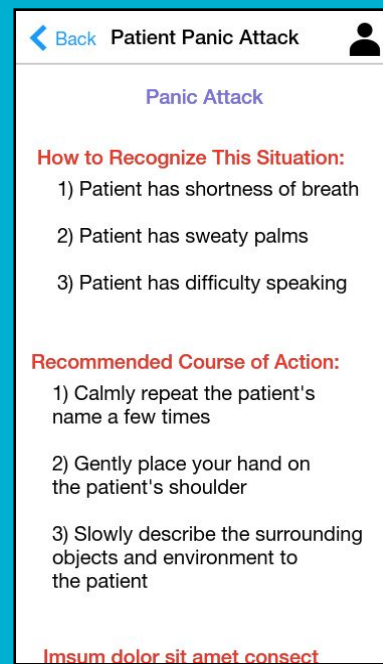 Back Patient Panic Attack
Panic Attack
How to Recognize This Situation:
1) Patient has shortness of breath
2) Patient has sweaty palms
3) Patient has difficulty speaking
Recommended Course of Action:
1) Calmly repeat the patient's
name a few times
2) Gently place your hand on
the patient's shoulder
3) Slowly describe the surrounding
objects and environment to
the patient
Imsum dolor sit amet consect